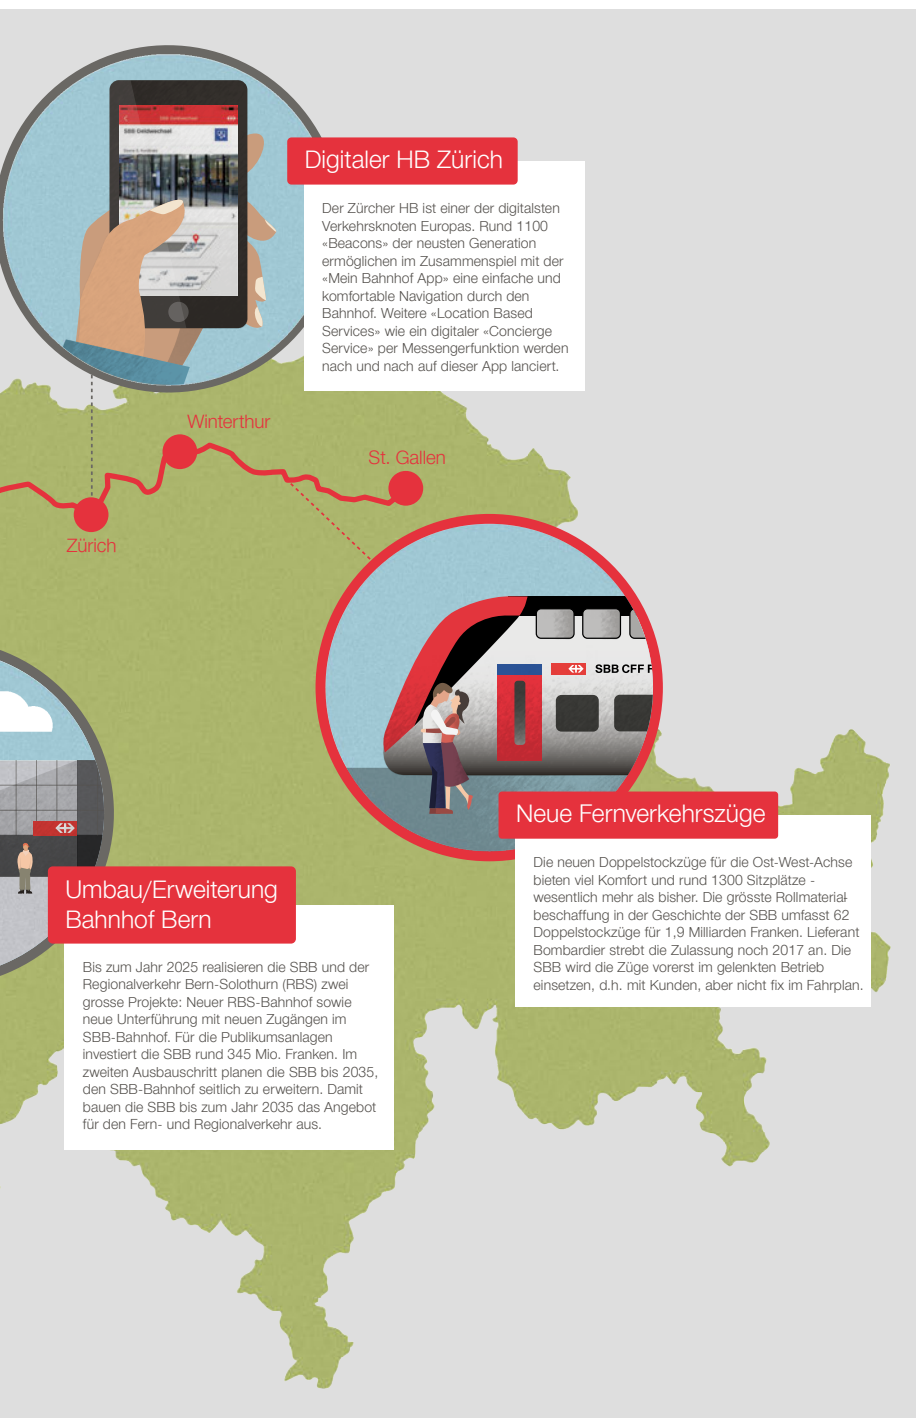 SBB Geldwechsel
SBB Geldwechsel
Digitaler HB Zürich
Der Zürcher HB ist einer der digitalsten
Verkehrsknoten Europas. Rund 1100
«Beacons» der neusten Generation
ermöglichen im Zusammenspiel mit der
«Mein Bahnhof App» eine einfache und
komfortable Navigation durch den
Bahnhof. Weitere «Location Based
Services» wie ein digitaler «Concierge
Service» per Messengerfunktion werden
nach und nach auf dieser App lanciert.
Winterthur
St. Gallen
Zürich
SBB CFF F
Neue Fernverkehrszüge
Die neuen Doppelstockzüge für die Ost-West-Achse
bieten viel Komfort und rund 1300 Sitzplätze -
wesentlich mehr als bisher. Die grösste Rollmaterial-
beschaffung in der Geschichte der SBB umfasst 62
Doppelstockzüge für 1,9 Milliarden Franken. Lieferant
Bombardier strebt die Zulassung noch 2017 an. Die
SBB wird die Züge vorerst im gelenkten Betrieb
einsetzen, d.h. mit Kunden, aber nicht fix im Fahrplan.
Umbau/Erweiterung
Bahnhof Bern
Bis zum Jahr 2025 realisieren die SBB und der
Regionalverkehr Bern-Solothurn (RBS) zwei
grosse Projekte: Neuer RBS-Bahnhof sowie
neue Unterführung mit neuen Zugängen im
SBB-Bahnhof. Für die Publikumsanlagen
investiert die SBB rund 345 Mio. Franken. Im
zweiten Ausbauschritt planen die SBB bis 2035,
den SBB-Bahnhof seitlich zu erweitern. Damit
bauen die SBB bis zum Jahr 2035 das Angebot
für den Fern- und Regionalverkehr aus.